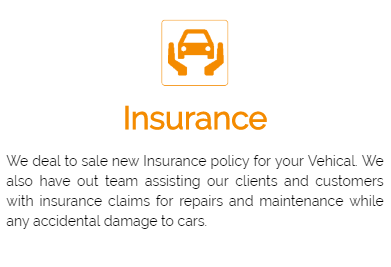 Insurance
We deal to sale new Insurance policy for your Vehical. We
also have out team assisting our clients and customers
with insurance claims for repairs and maintenance while
any accidental damage to cars.